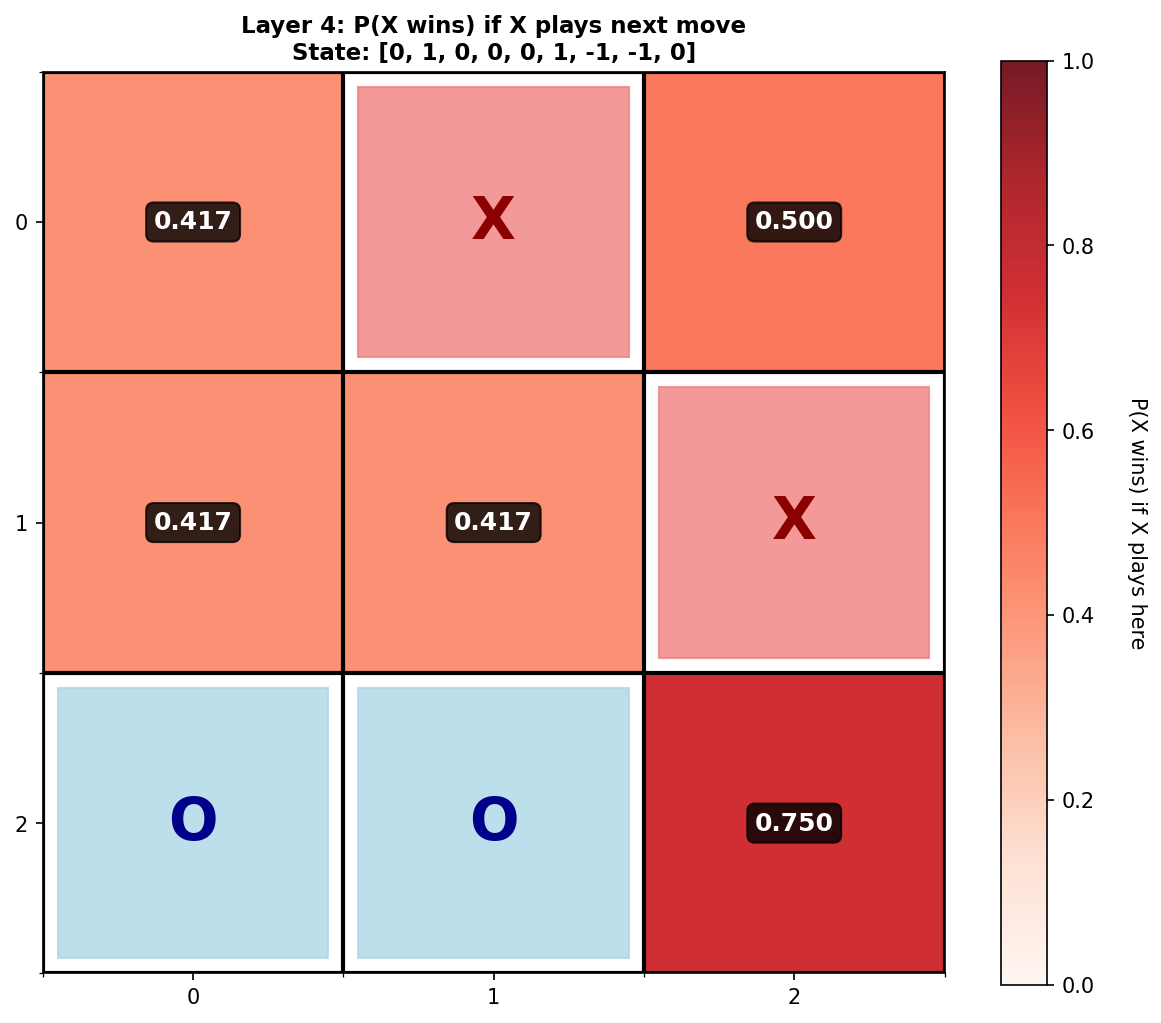 Layer 4: P(X wins) if X plays next move
State: [0, 1, 0, 0, 0, 1, -1, -1, 0]
0
0.417
X
0.500
1
0.417
0.417
X
2
O
O
0.750
0
1
2
1.0
0.8
0.6
0.4
0.2
0.0
P(X wins) if X plays here